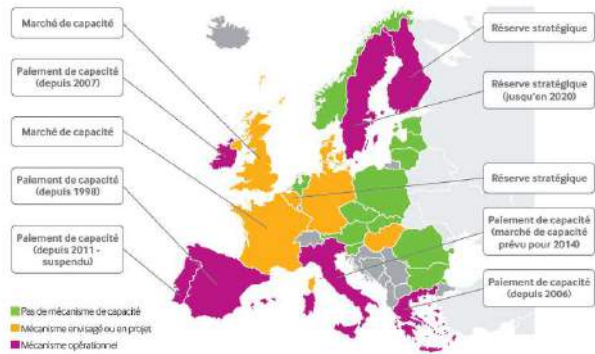 Marché de capacité
Paiement de capacité
(depuis 2007)
Marché de capacité
Paiement de capacité
(depuis 1998)
Paiement de capacité
(depuis 2011 -
suspendu)
Réserve stratégique
Réserve stratégique
(jusqu'en 2020)
Réserve stratégique
Paiement de capacité
(marché de capacité
prévu pour 2014)
Paiement de capacité
(depuis 2006)
Pas de mécanisme de capacité
Mécanisme envisagé ou en projet
Mécanisme opérationnel